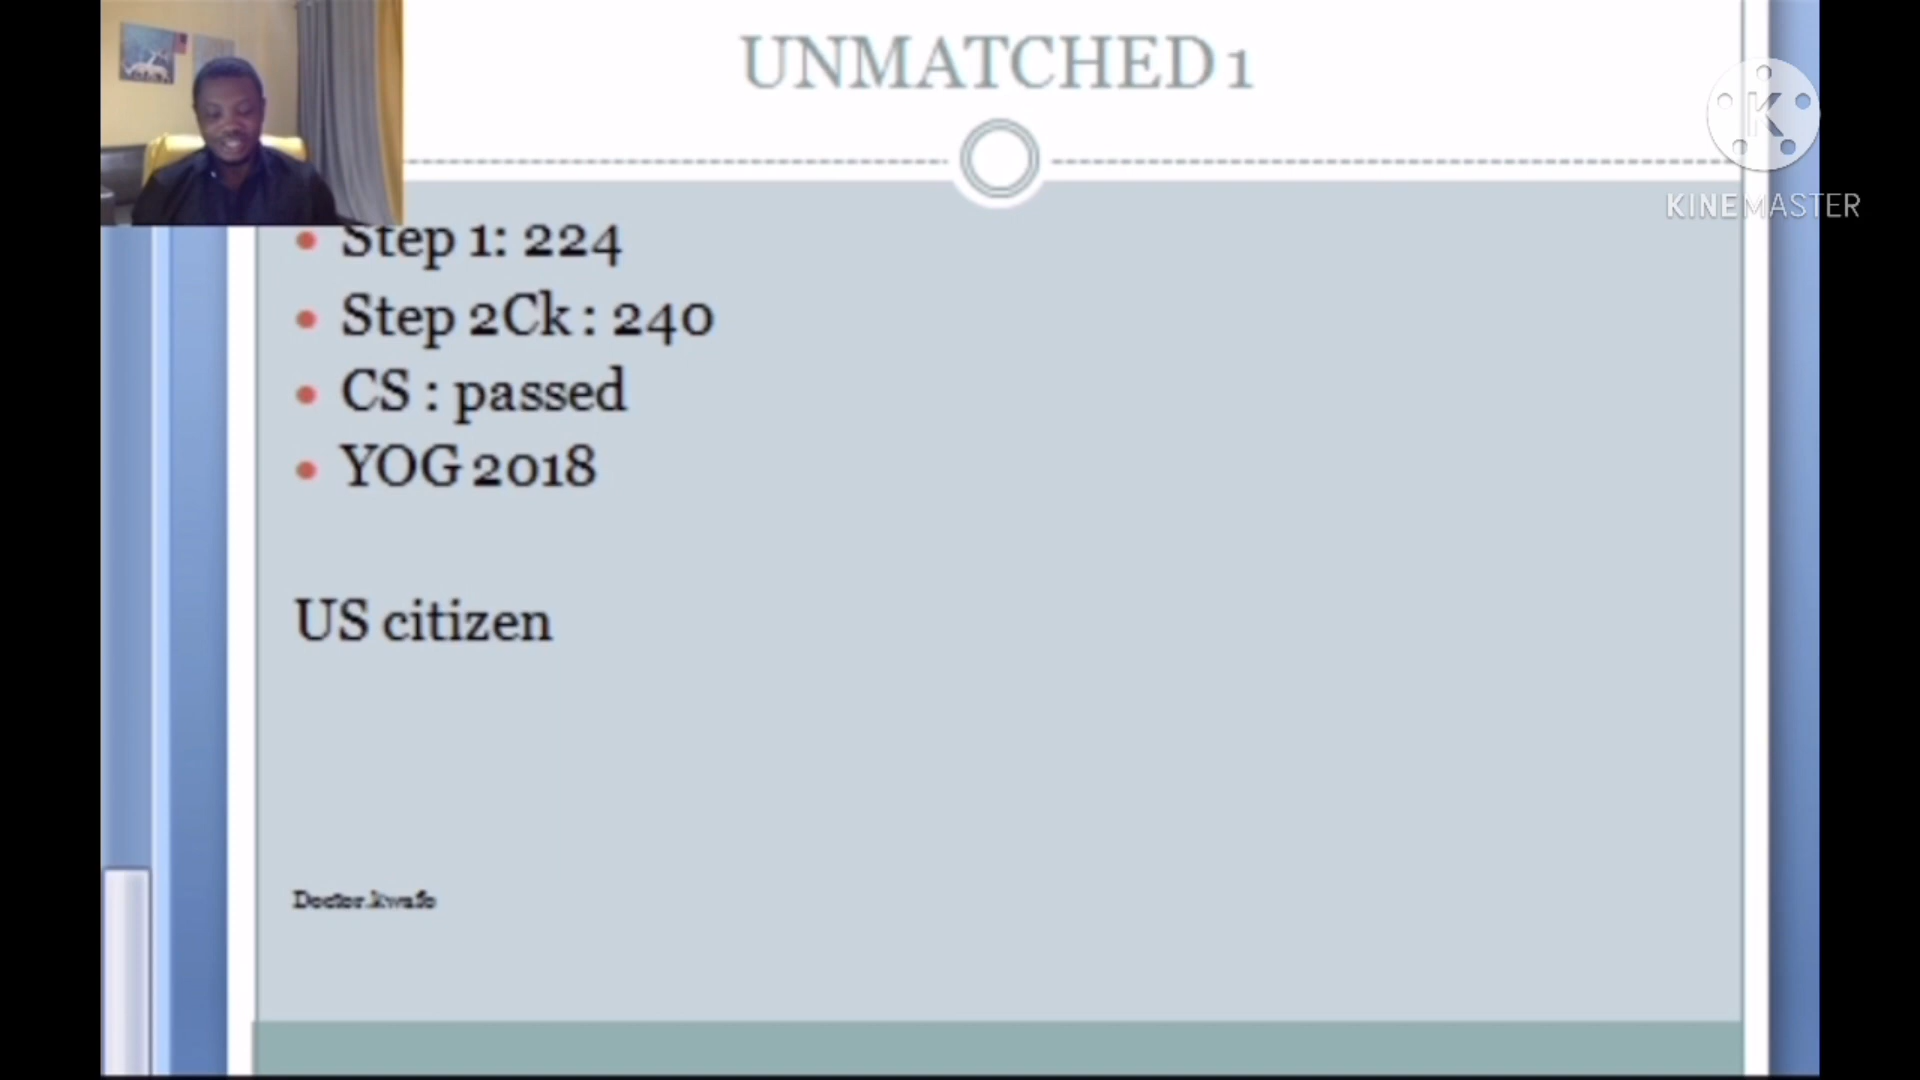 UNMATCHED 1
K
KINEMASTER
Step 1: 224
Step 2Ck : 240
CS : passed
YOG 2018
US citizen
Doctor.kwafo